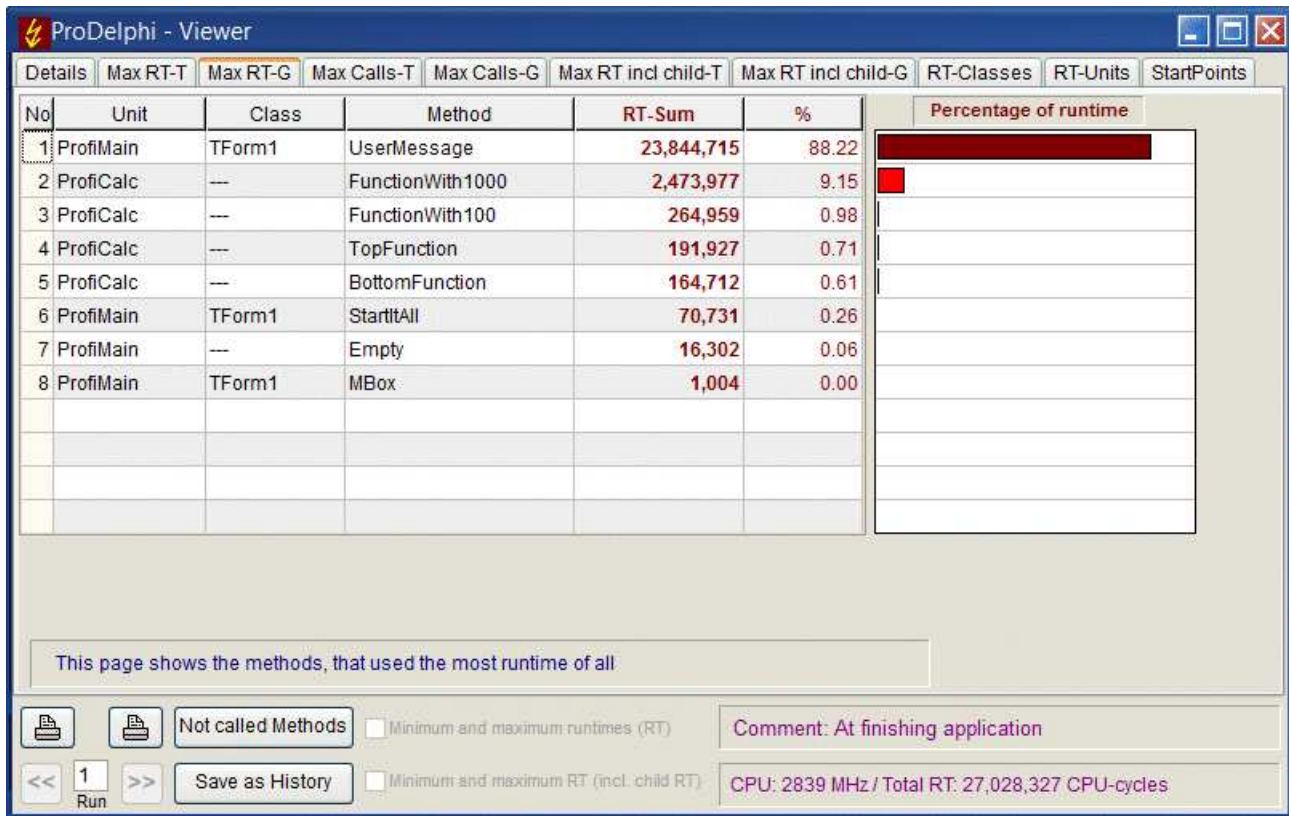 ProDelphi - Viewer
Details Max RT-T Max RT-G Max Calls-T Max Calls-G Max RT incl child-T Max RT incl child-G RT-Classes RT-Units StartPoints
No Unit Class Method RT-Sum % Percentage of runtime
1 ProfiMain TForm1 UserMessage 23,844,715 88.22
2 ProfiCalc --- FunctionWith1000 2,473,977 9.15
3 ProfiCalc --- FunctionWith100 264,959 0.98
4 ProfiCalc --- TopFunction 191,927 0.71
5 ProfiCalc --- BottomFunction 164,712 0.61
6 ProfiMain TForm1 StartItAll 70,731 0.26
7 ProfiMain --- Empty 16,302 0.06
8 ProfiMain TForm1 MBox 1,004 0.00
This page shows the methods, that used the most runtime of all
Not called Methods Minimum and maximum runtimes (RT) Comment: At finishing application
<< 1 >> Save as History Minimum and maximum RT (incl. child RT) CPU: 2839 MHz / Total RT: 27,028,327 CPU-cycles
Run